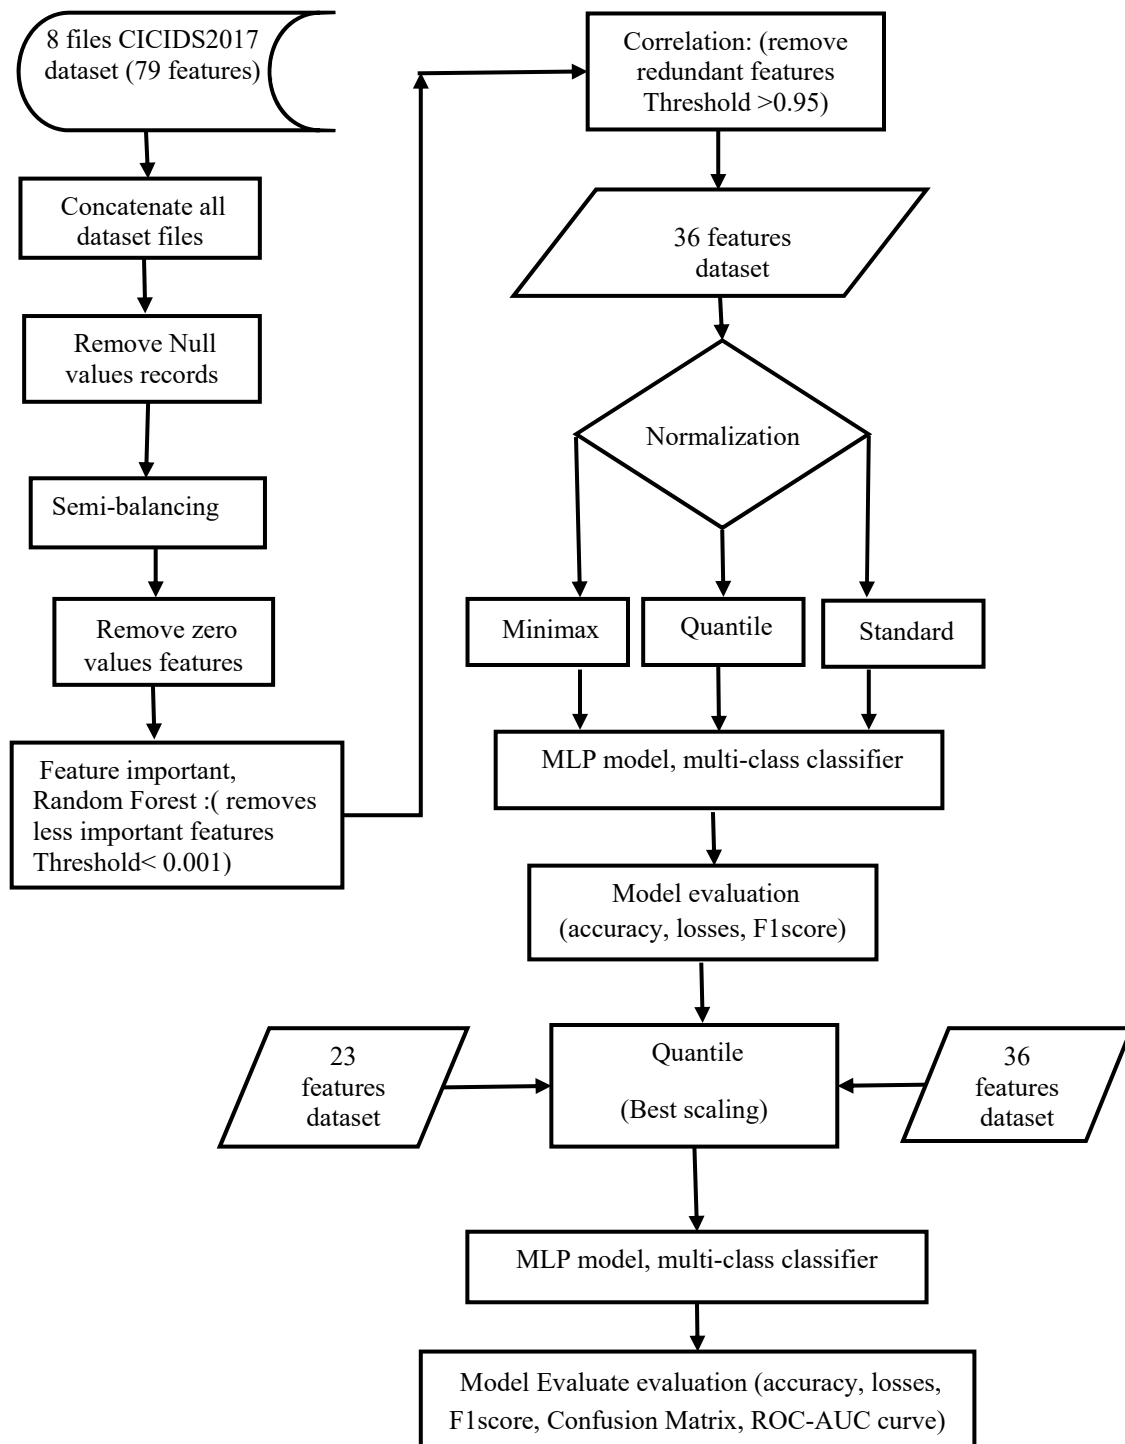 8 files CICIDS2017
dataset (79 features)
Concatenate all
dataset files
Remove Null
values records
Semi-balancing
Remove zero
values features
Feature important,
Random Forest :( removes
less important features
Threshold< 0.001)
Correlation: (remove
redundant features
Threshold >0.95)
36 features
dataset
Normalization
Minimax
Quantile
Standard
MLP model, multi-class classifier
Model evaluation
(accuracy, losses, F1score)
23
features
dataset
Quantile
(Best scaling)
36
features
dataset
MLP model, multi-class classifier
Model Evaluate evaluation (accuracy, losses,
F1score, Confusion Matrix, ROC-AUC curve)